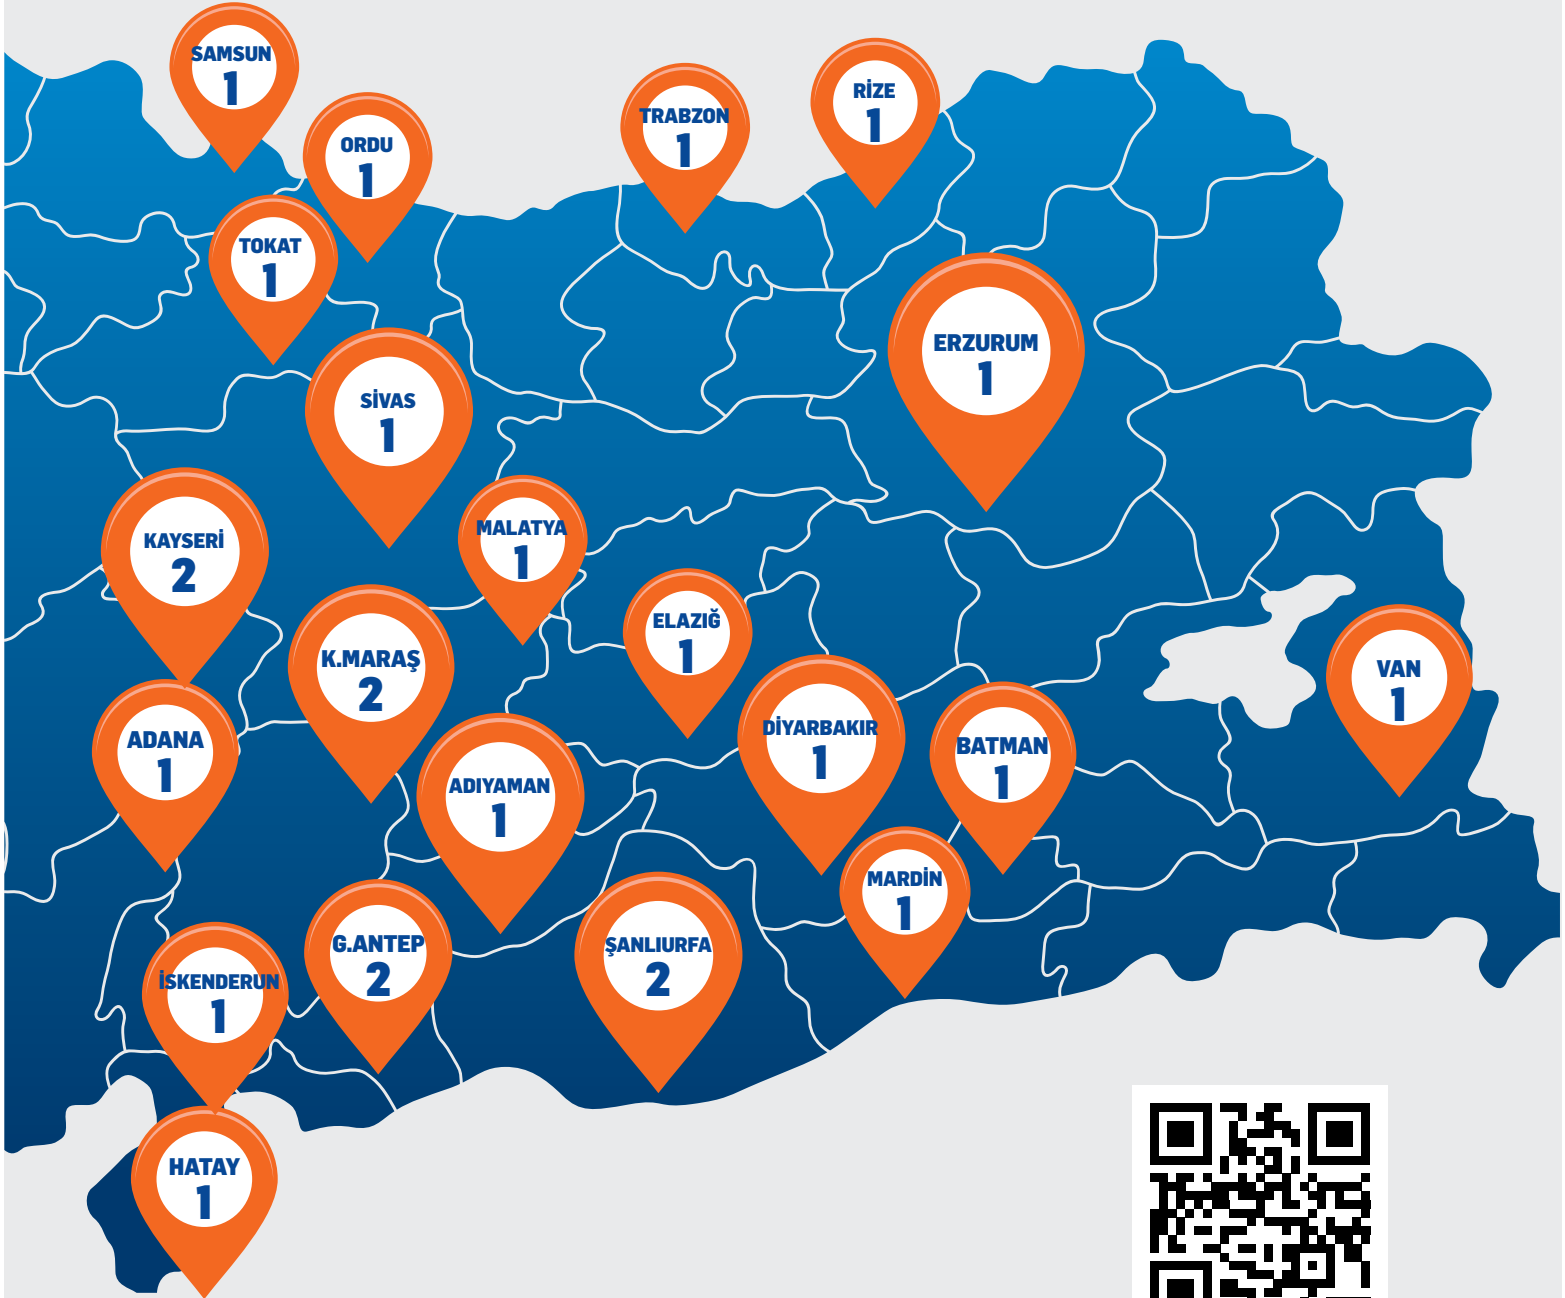 SAMSUN
1
RİZE
1
TRABZON
1
ORDU
1
TOKAT
1
ERZURUM
1
SİVAS
1
KAYSERİ
2
MALATYA
1
ELAZIĞ
1
K.MARAŞ
2
VAN
1
DİYARBAKIR
1
BATMAN
1
ADANA
1
ADIYAMAN
1
MARDİN
1
G.ANTEP
2
ŞANLIURFA
2
İSKENDERUN
1
HATAY
1